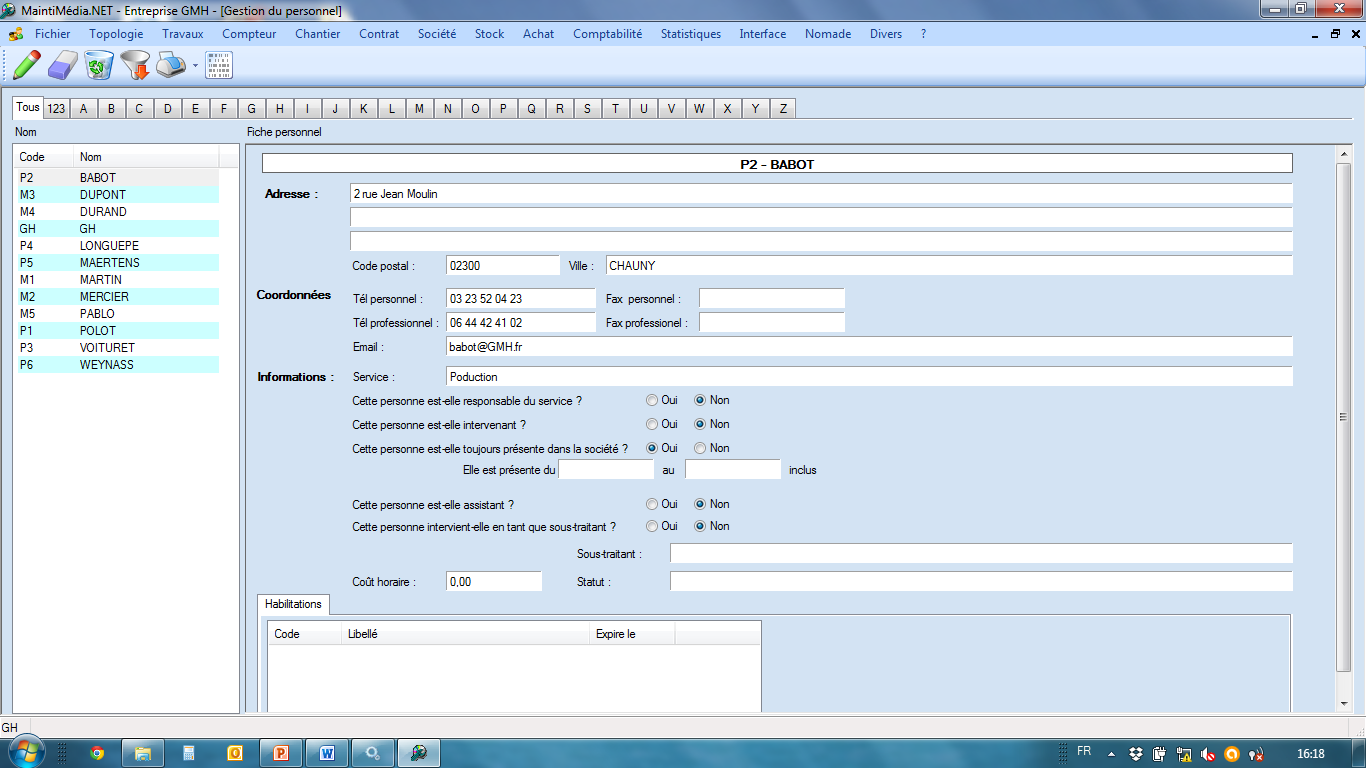 MaintiMédia.NET - Entreprise GMH - [Gestion du personnel]
Fichier Topologie Travaux Compteur Chantier Contrat Société Stock Achat Comptabilité Statistiques Interface Nomade Divers ?
Tous 123 A B C D E F G H I J K L M N O P Q R S T U V W X Y Z
Nom
Code Nom
P2 BABOT
M3 DUPONT
M4 DURAND
GH GH
P4 LONGUEPE
P5 MAERTENS
M1 MARTIN
M2 MERCIER
M5 PABLO
P1 POLOT
P3 VOITURET
P6 WEYNASS
Fiche personnel
P2 - BABOT
Adresse : 2 rue Jean Moulin
Code postal : 02300 Ville : CHAUNY
Coordonnées Tél personnel : 03 23 52 04 23 Fax personnel :
Tél professionnel : 06 44 42 41 02 Fax professionel :
Email : babot@GMH.fr
Informations : Service : Poduction
Cette personne est-elle responsable du service ? Oui Non
Cette personne est-elle intervenant ? Oui Non
Cette personne est-elle toujours présente dans la société ? Oui Non
Elle est présente du au inclus
Cette personne est-elle assistant ? Oui Non
Cette personne intervient-elle en tant que sous-traitant ? Oui Non
Sous-traitant :
Coût horaire : 0,00 Statut :
Habilitations
Code Libellé Expire le
GH
FR 16:18